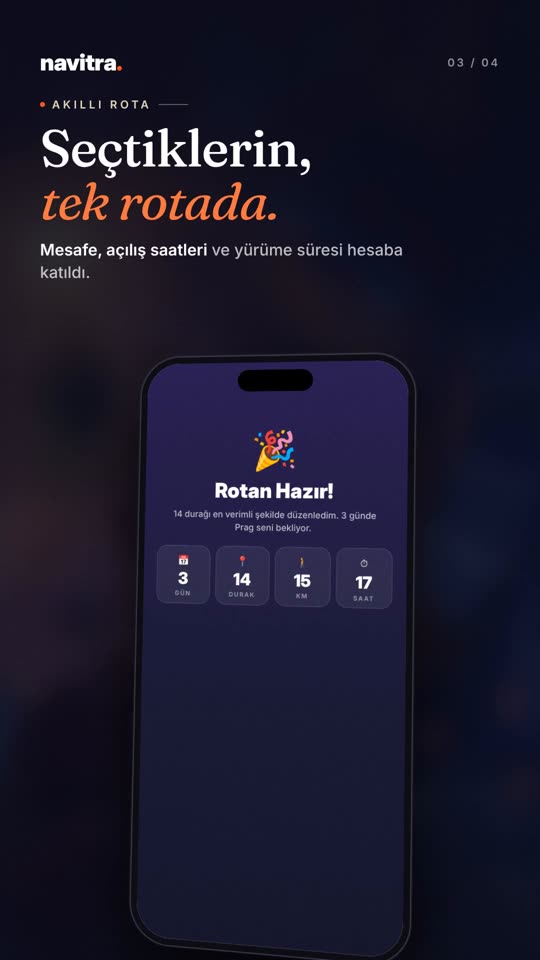 navitra.
03 / 04
AKILLI ROTA
Seçtiklerin,
tek rotada.
Mesafe, açılış saatleri ve yürüme süresi hesaba
katıldı.
Rotan Hazır!
14 durağı en verimli şekilde düzenledim. 3 günde
Prag seni bekliyor.
3
GÜN
14
DURAK
15
KM
17
SAAT